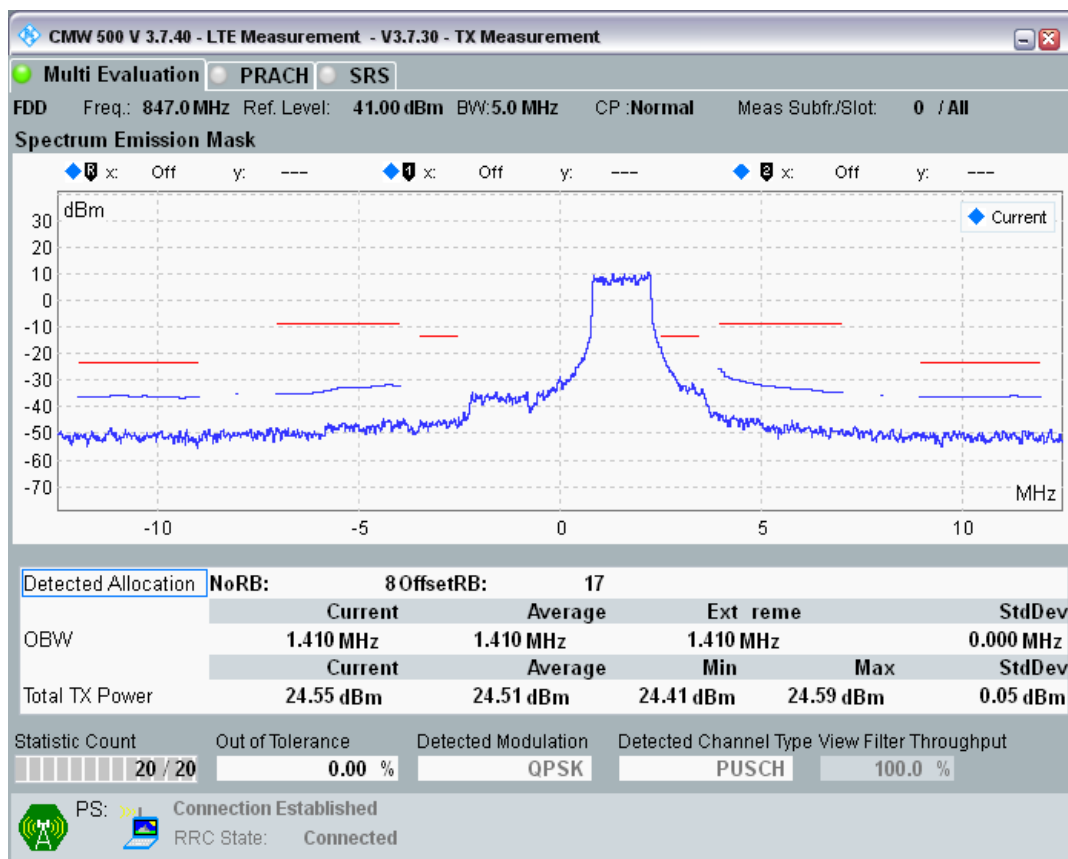 CMW 500 V 3.7.40 - LTE Measurement - V3.7.30 - TX Measurement
Multi Evaluation PRACH SRS
FDD Freq.: 847.0 MHz Ref. Level: 41.00 dBm BW:5.0 MHz CP :Normal Meas Subfr./Slot: 0 / All
Spectrum Emission Mask
R x: Off y: --- 1 x: Off y: --- 2 x: Off y: ---
dBm
Current
30
20
10
0
-10
-20
-30
-40
-50
-60
-70
MHz
-10 -5 0 5 10
Detected Allocation NoRB: 8 OffsetRB: 17
Current Average Ext reme StdDev
OBW 1.410 MHz 1.410 MHz 1.410 MHz 0.000 MHz
Current Average Min Max StdDev
Total TX Power 24.55 dBm 24.51 dBm 24.41 dBm 24.59 dBm 0.05 dBm
Statistic Count Out of Tolerance Detected Modulation Detected Channel Type View Filter Throughput
20 / 20 0.00 % QPSK PUSCH 100.0 %
PS: Connection Established
RRC State: Connected